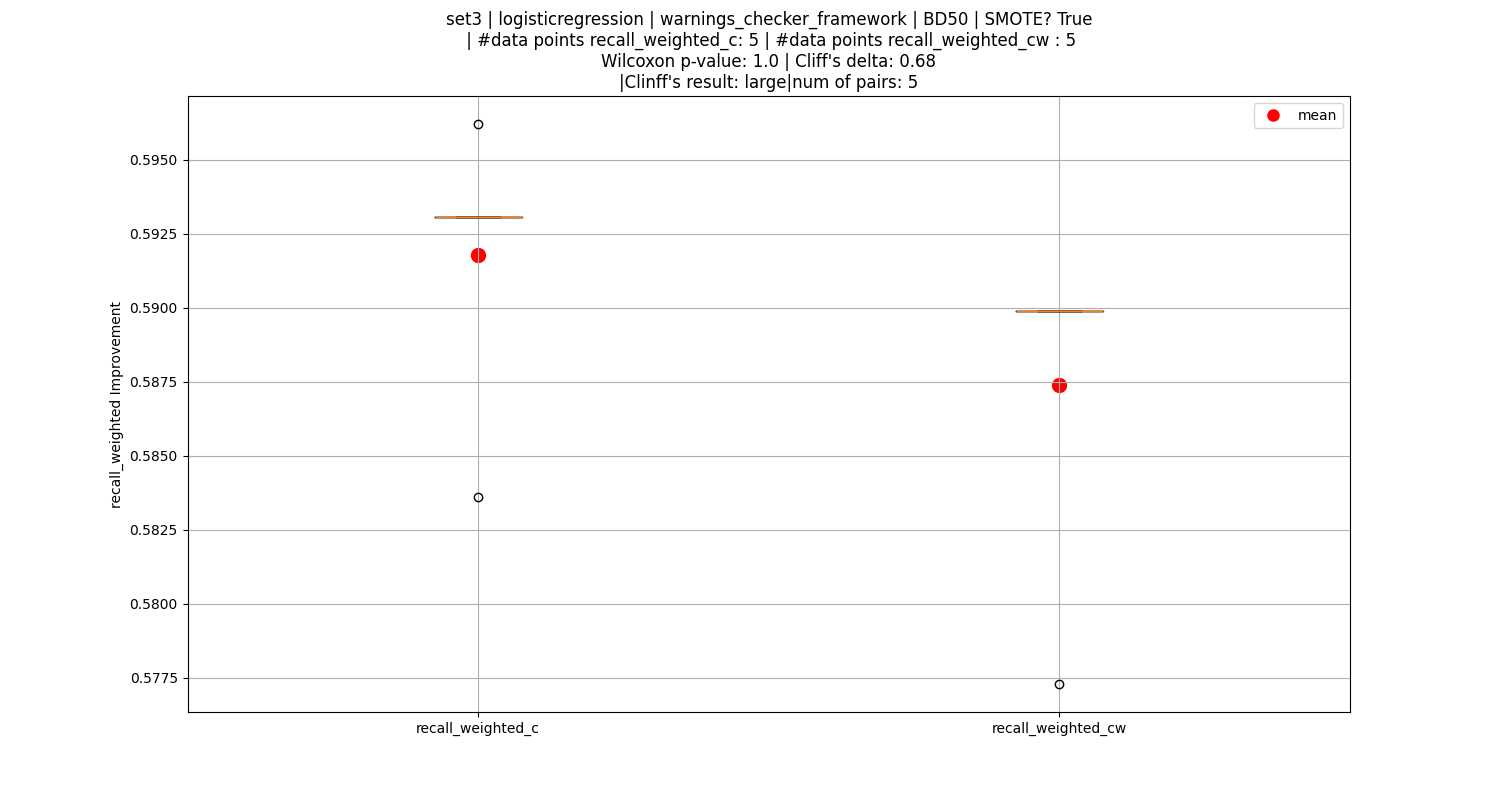 set3 | logisticregression | warnings_checker_framework | BD50 | SMOTE? True
| #data points recall_weighted_c: 5 | #data points recall_weighted_cw : 5
Wilcoxon p-value: 1.0 | Cliff's delta: 0.68
|Clinff's result: large|num of pairs: 5
mean
0.5950
0.5925
0.5900
0.5875
0.5850
0.5825
0.5800
0.5775
recall_weighted Improvement
recall_weighted_c
recall_weighted_cw